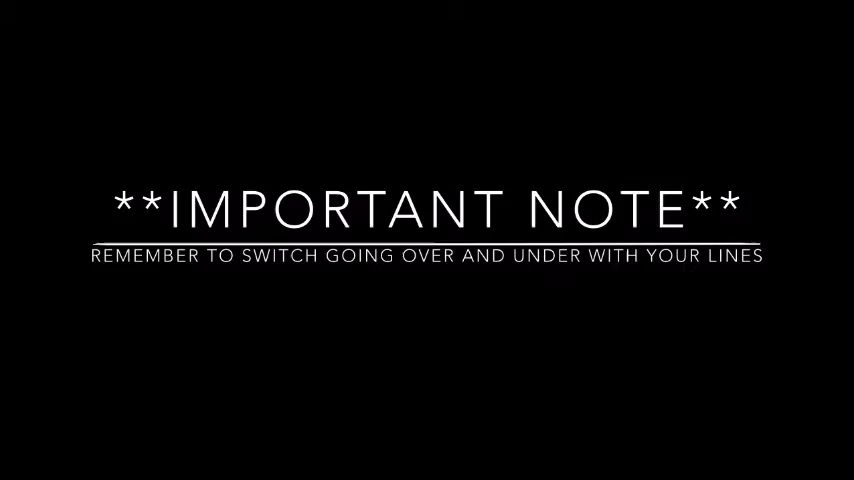 **IMPORTANT NOTE**
REMEMBER TO SWITCH GOING OVER AND UNDER WITH YOUR LINES